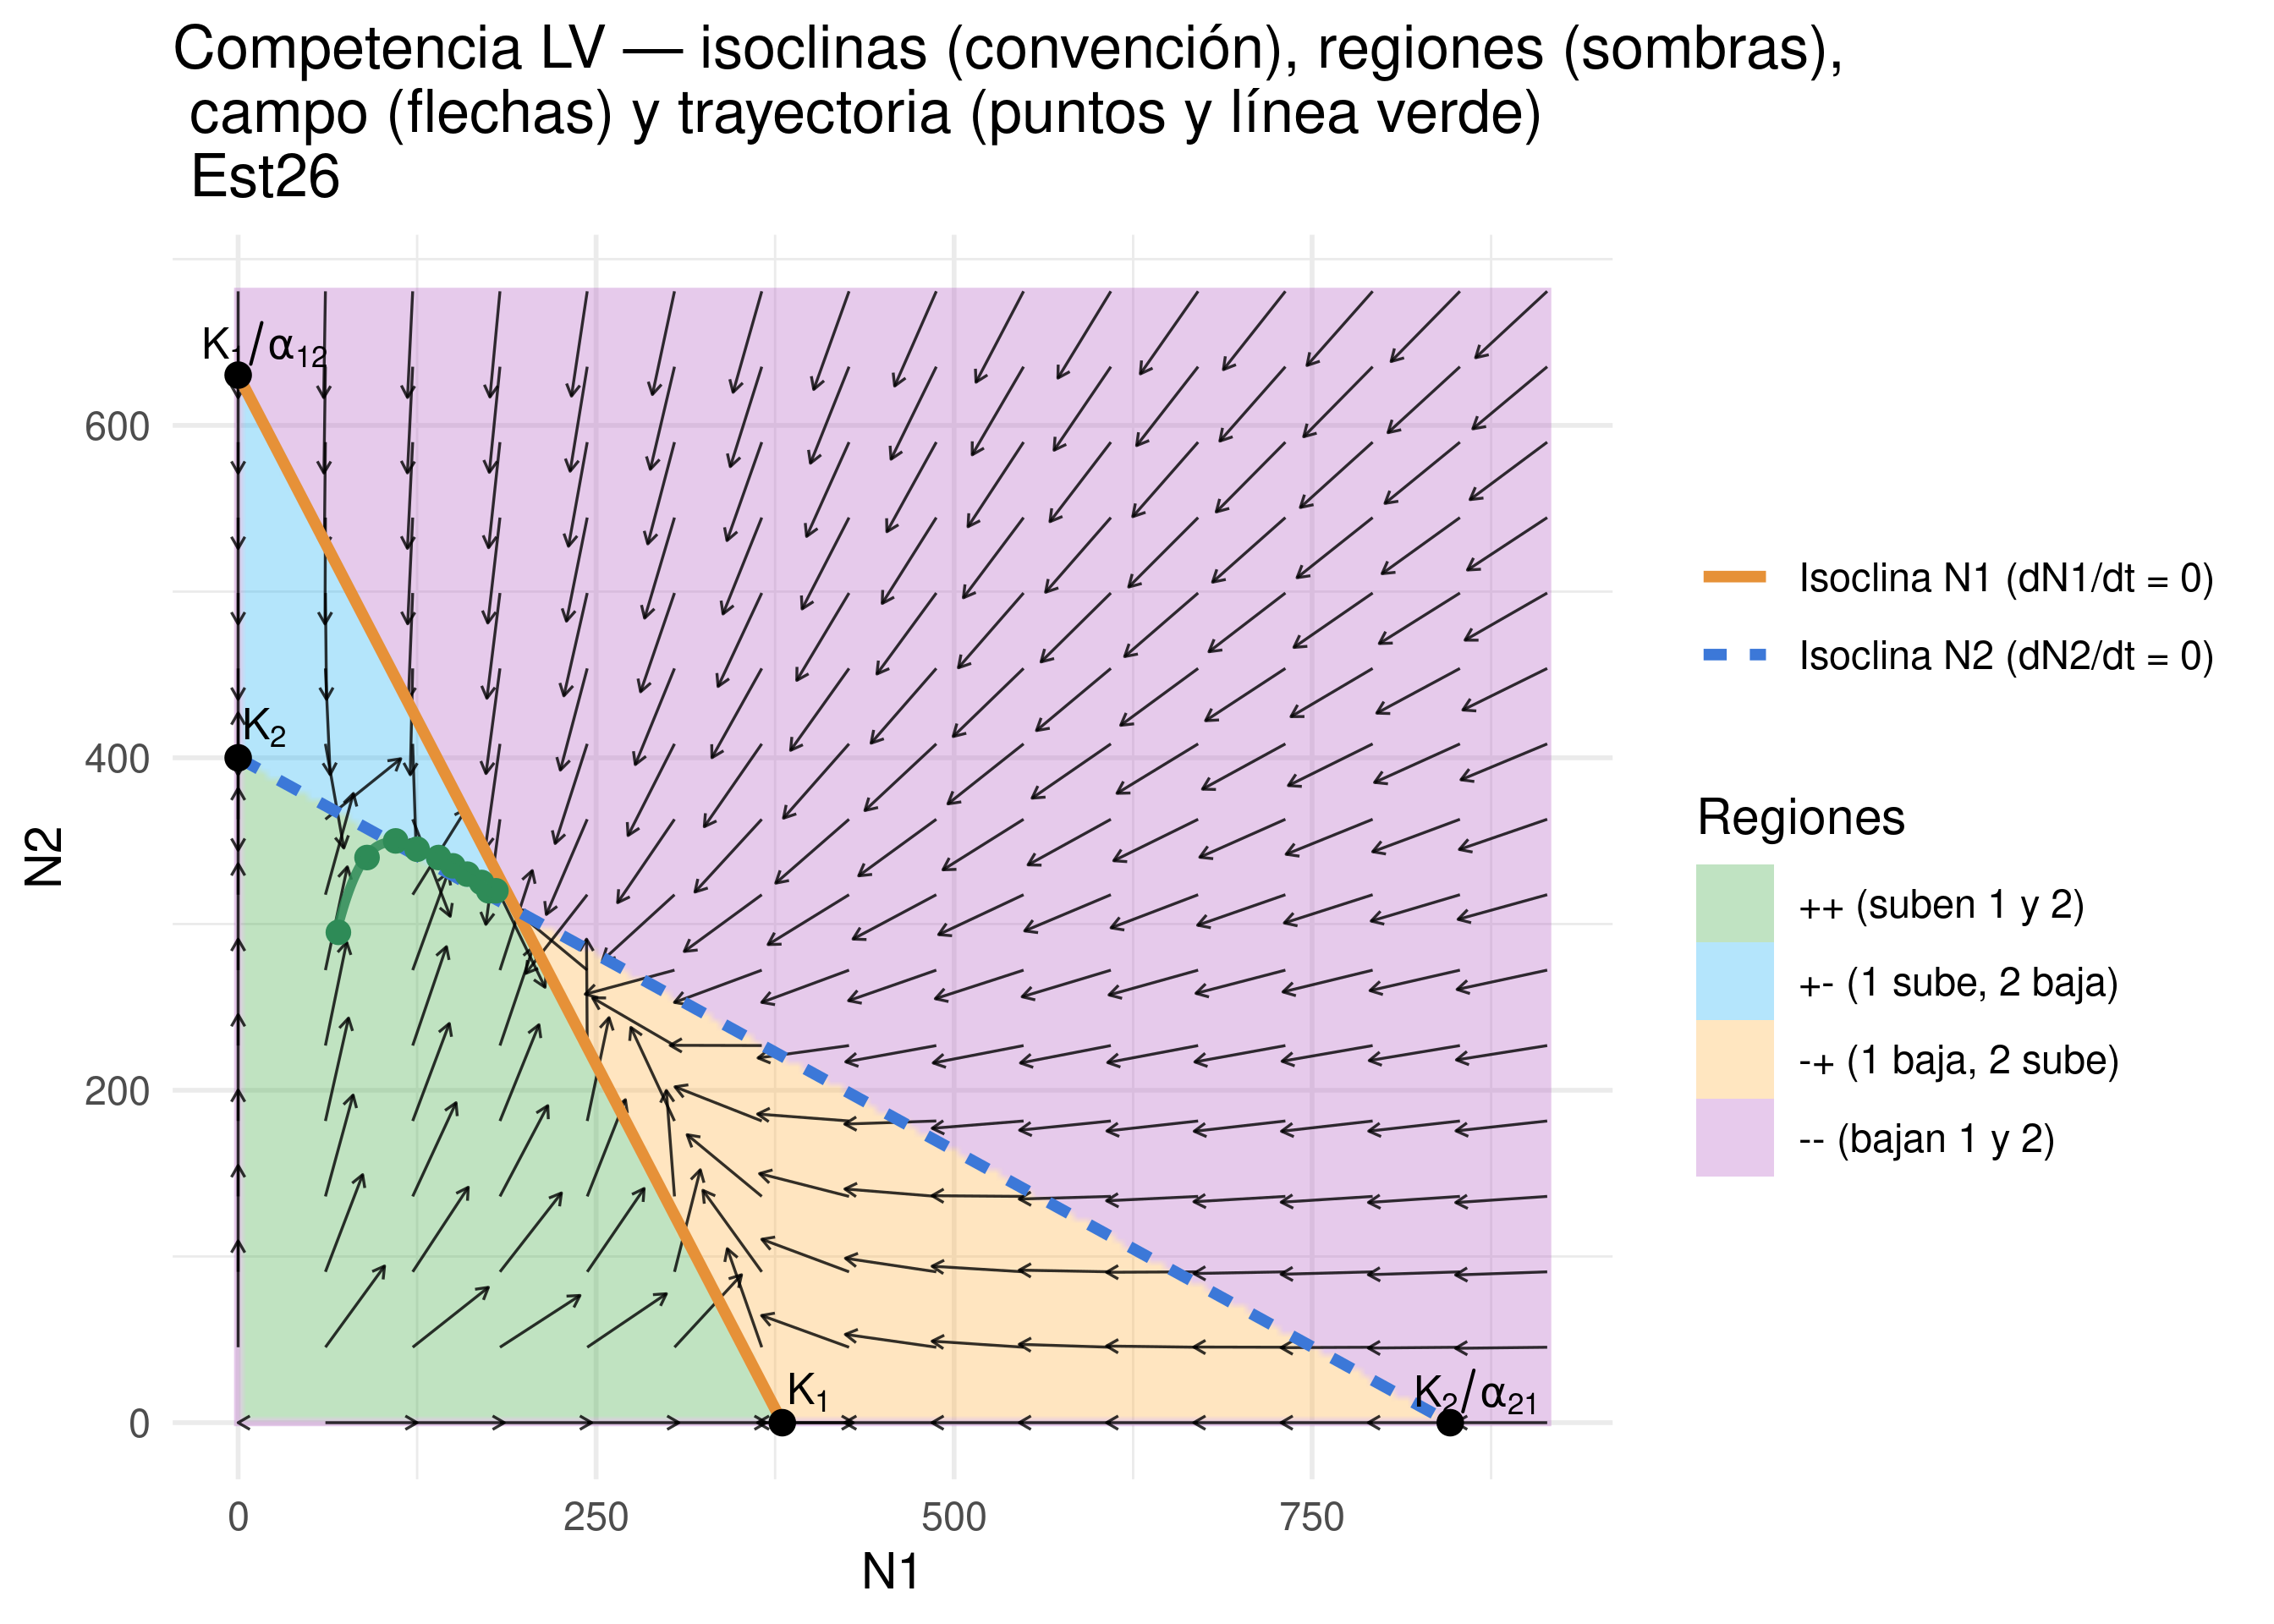 Competencia LV — isoclinas (convención), regiones (sombras),
campo (flechas) y trayectoria (puntos y línea verde)
Est26
K₁/α₁₂
600
K₂
400
N2
200
K₁
K₂/α₂₁
0
0 250 500 750
N1
Isoclina N1 (dN1/dt = 0)
Isoclina N2 (dN2/dt = 0)
Regiones
++ (suben 1 y 2)
+- (1 sube, 2 baja)
-+ (1 baja, 2 sube)
-- (bajan 1 y 2)